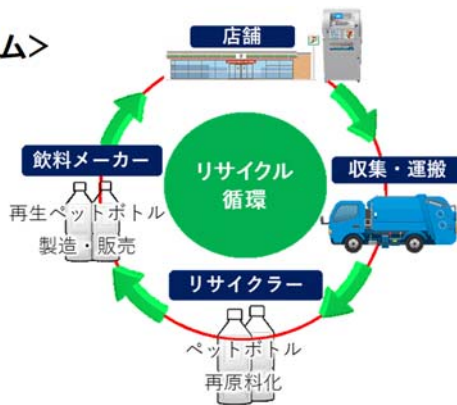 ム>
店舗
収集・運搬
リサイクラー
ペットボトル
再原料化
飲料メーカー
再生ペットボトル
製造・販売
リサイクル
循環